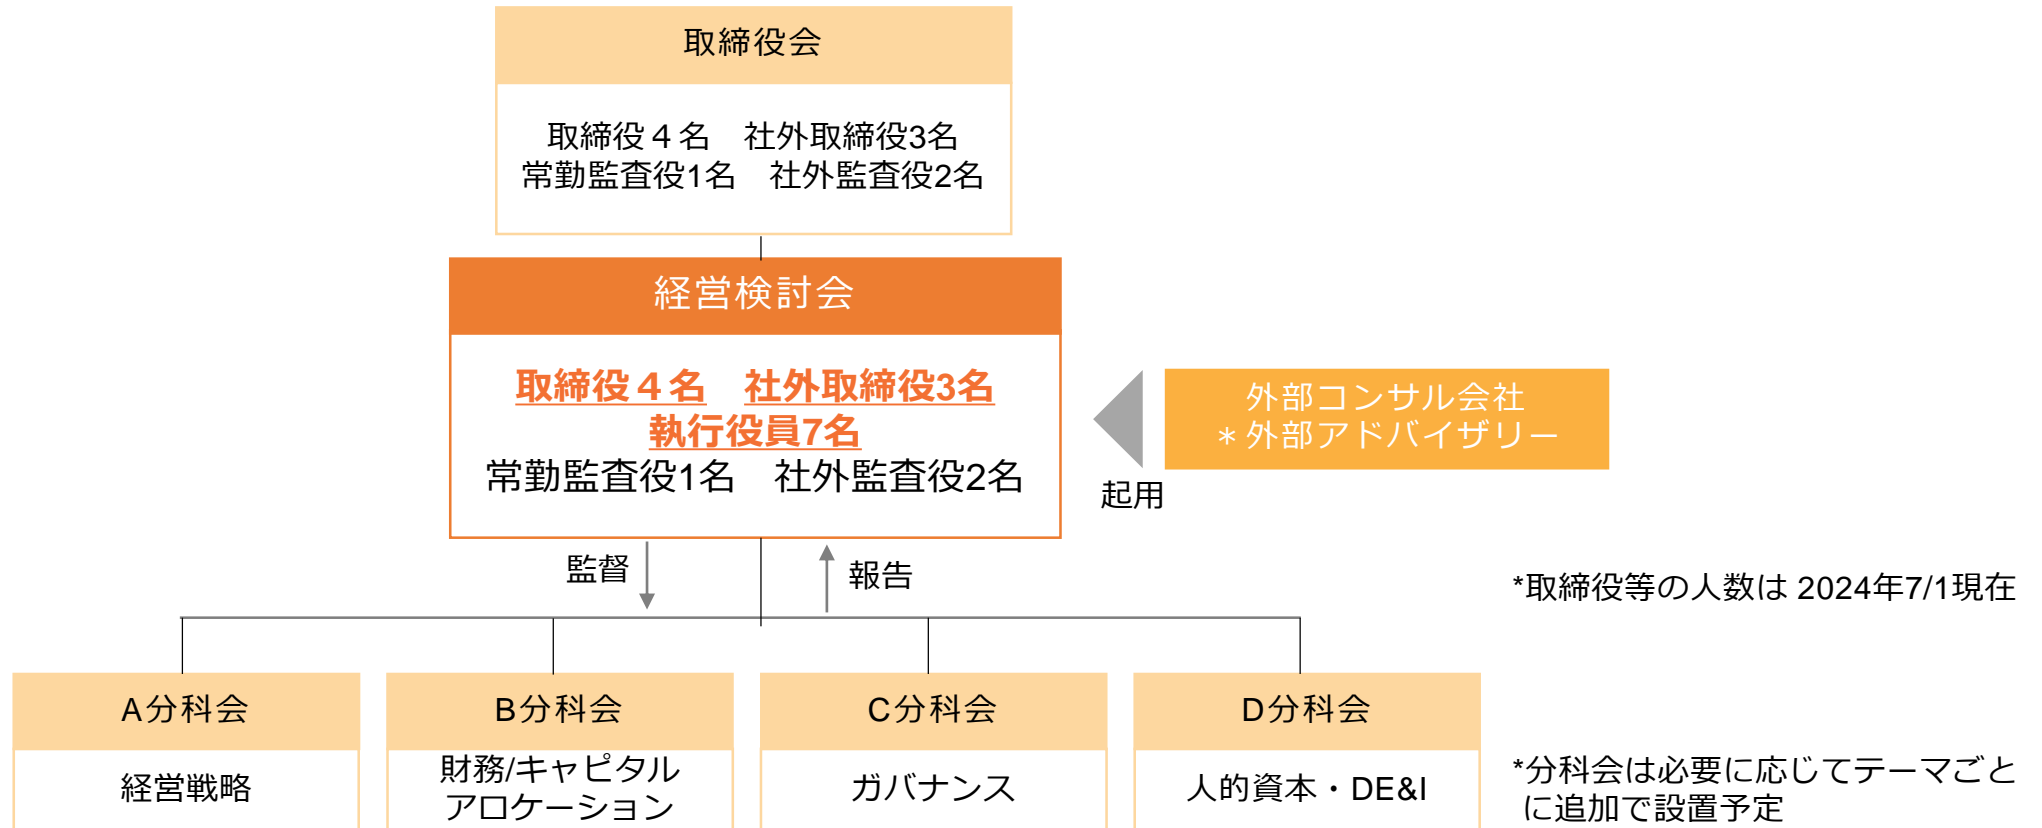 取締役会
取締役４名　社外取締役3名
常勤監査役1名　社外監査役2名
経営検討会
取締役４名　社外取締役3名
執行役員7名
常勤監査役1名　社外監査役2名
外部コンサル会社
＊外部アドバイザリー
起用
監督
報告
*取締役等の人数は 2024年7/1現在
A分科会
経営戦略
B分科会
財務/キャピタル
アロケーション
C分科会
ガバナンス
D分科会
人的資本・DE&I
*分科会は必要に応じてテーマごと
に追加で設置予定